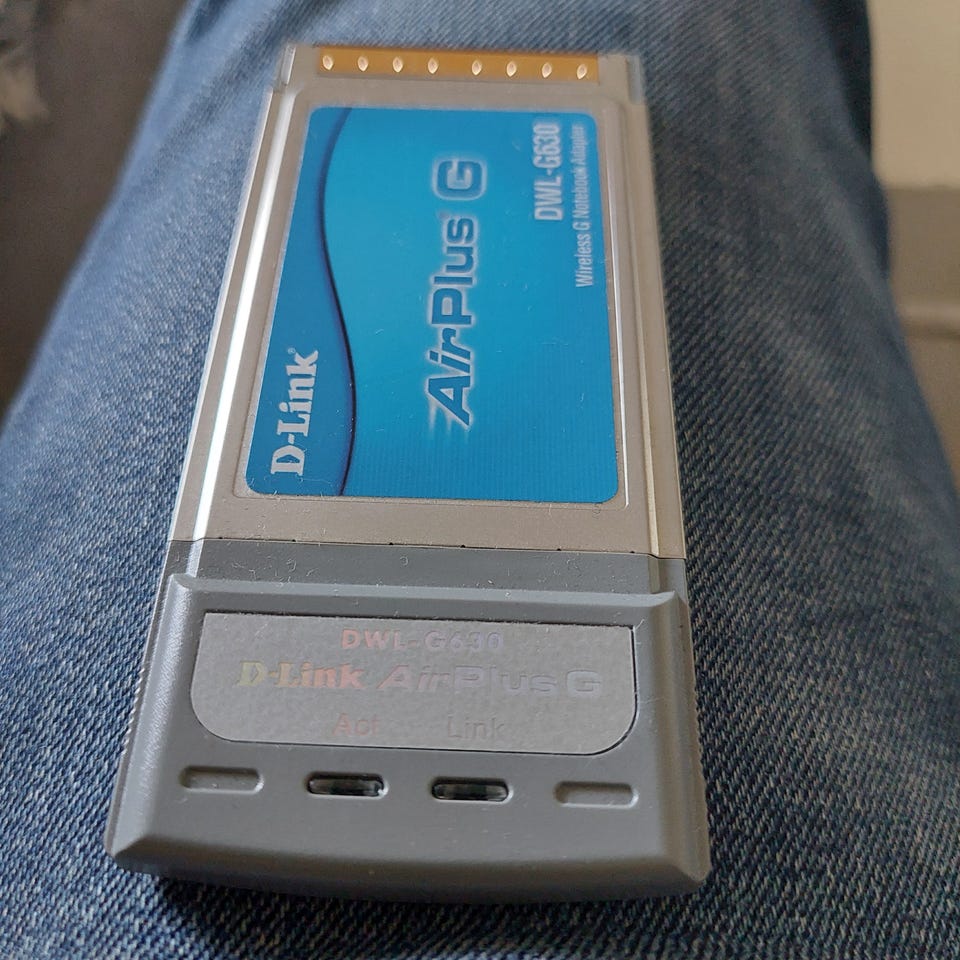 D-Link®
AirPlus G
DWL-G630
Wireless G Notebook Adapter
DWL-G630
D-Link AirPlus G
Act Link